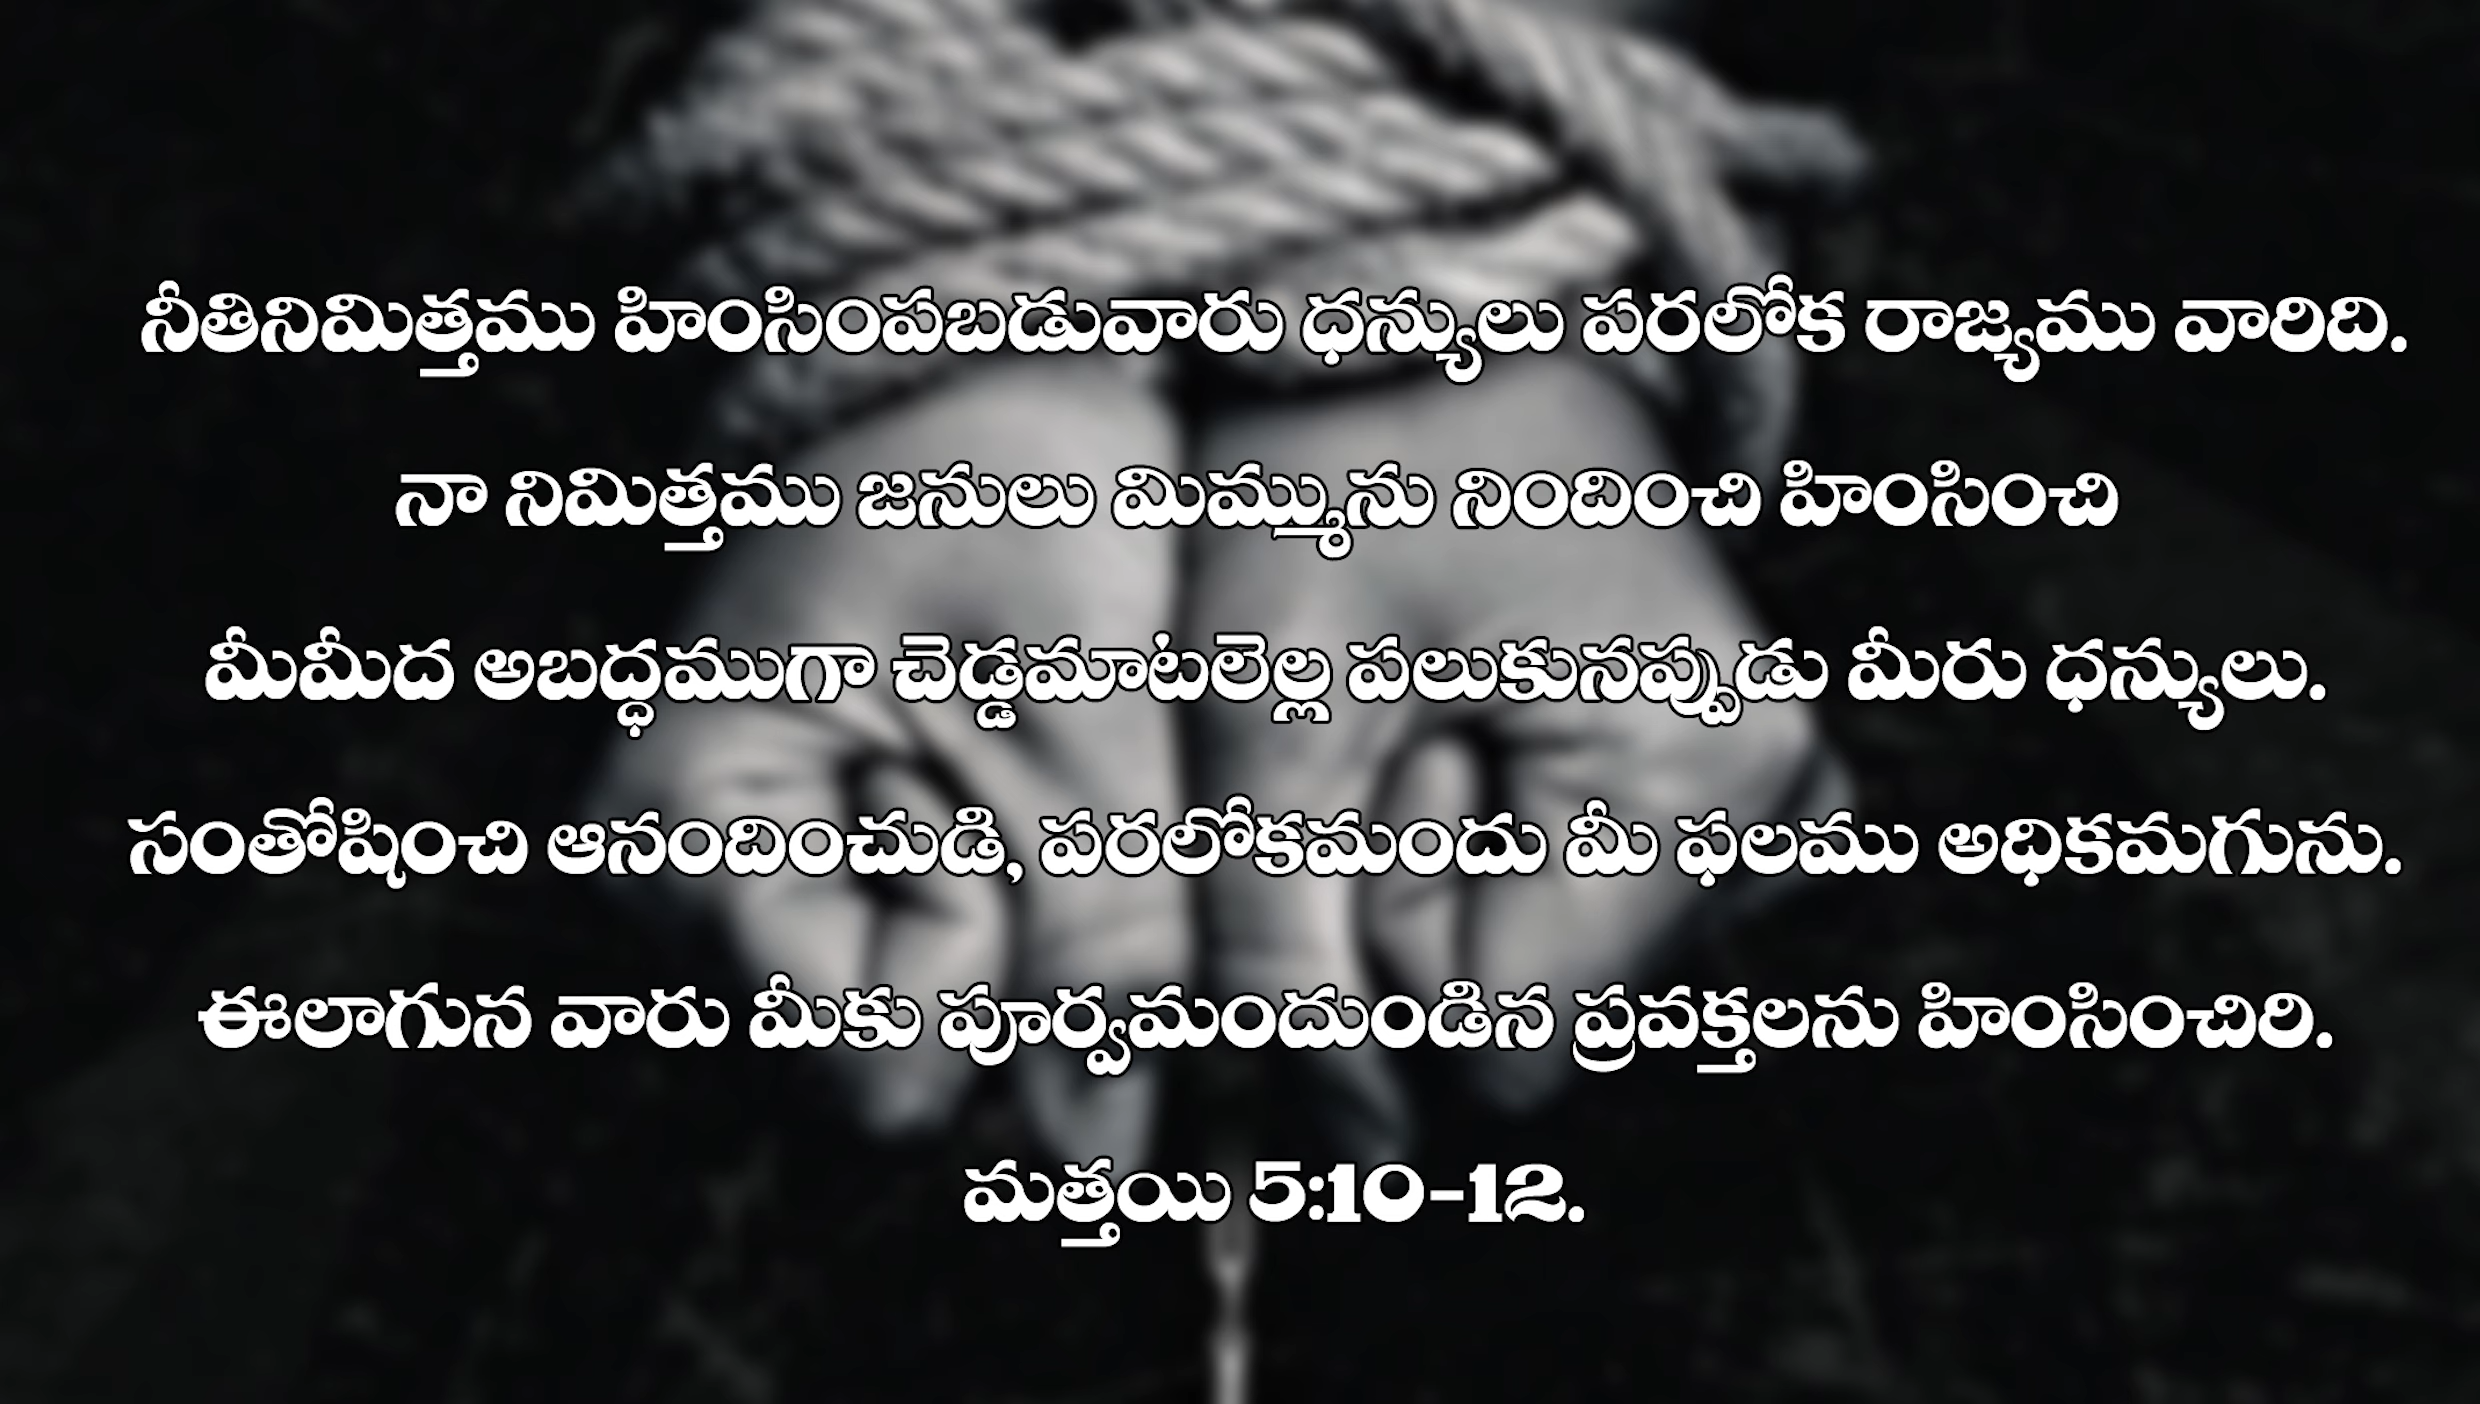 నీతినిమిత్తము హింసింపబడువారు ధన్యులు పరలోక రాజ్యము వారిది.
నా నిమిత్తము జనులు మిమ్మును నిందించి హింసించి
మీమీద అబద్ధముగా చెడ్డమాటలెల్ల పలుకునప్పుడు మీరు ధన్యులు.
సంతోషించి ఆనందించుడి, పరలోకమందు మీ ఫలము అధికమగును.
ఈలాగున వారు మీకు పూర్వమందుండిన ప్రవక్తలను హింసించిరి.
మత్తయి 5:10-12.